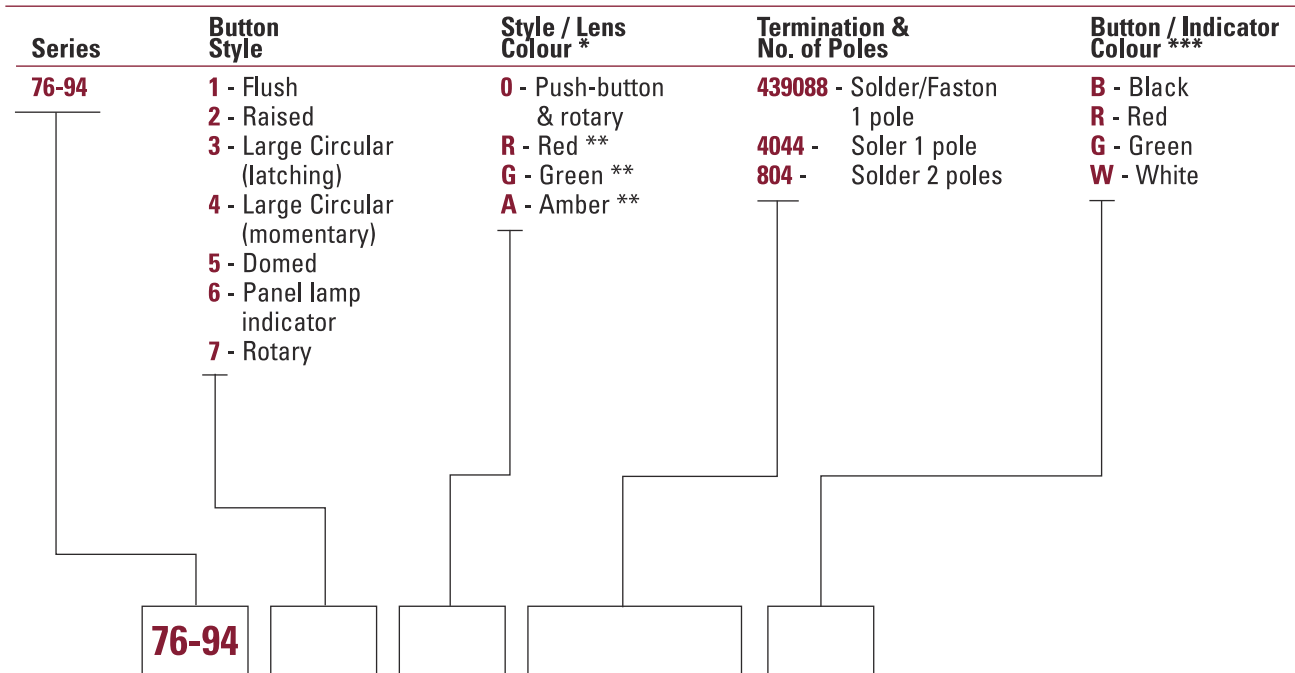 Series
Button
Style
Style / Lens
Colour *
Termination &
No. of Poles
Button / Indicator
Colour ***
76-94
1 - Flush
2 - Raised
3 - Large Circular
(latching)
4 - Large Circular
(momentary)
5 - Domed
6 - Panel lamp
indicator
7 - Rotary
0 - Push-button
& rotary
R - Red **
G - Green **
A - Amber **
439088 - Solder/Faston
1 pole
4044 - Soler 1 pole
804 - Solder 2 poles
B - Black
R - Red
G - Green
W - White
76-94